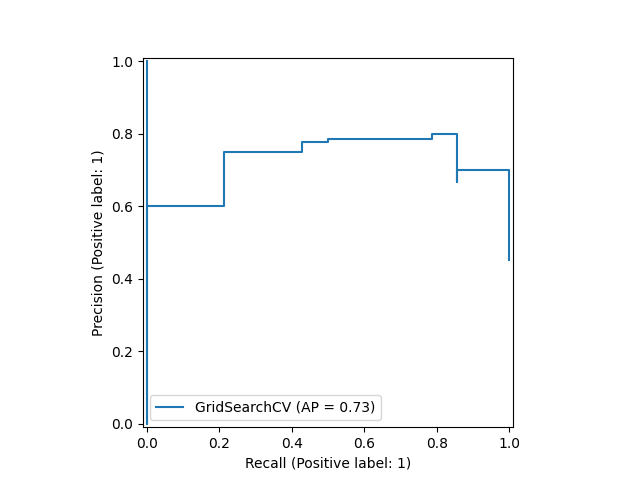 1.0
0.8
0.6
0.4
0.2
0.0
Precision (Positive label: 1)
GridSearchCV (AP = 0.73)
0.0 0.2 0.4 0.6 0.8 1.0
Recall (Positive label: 1)